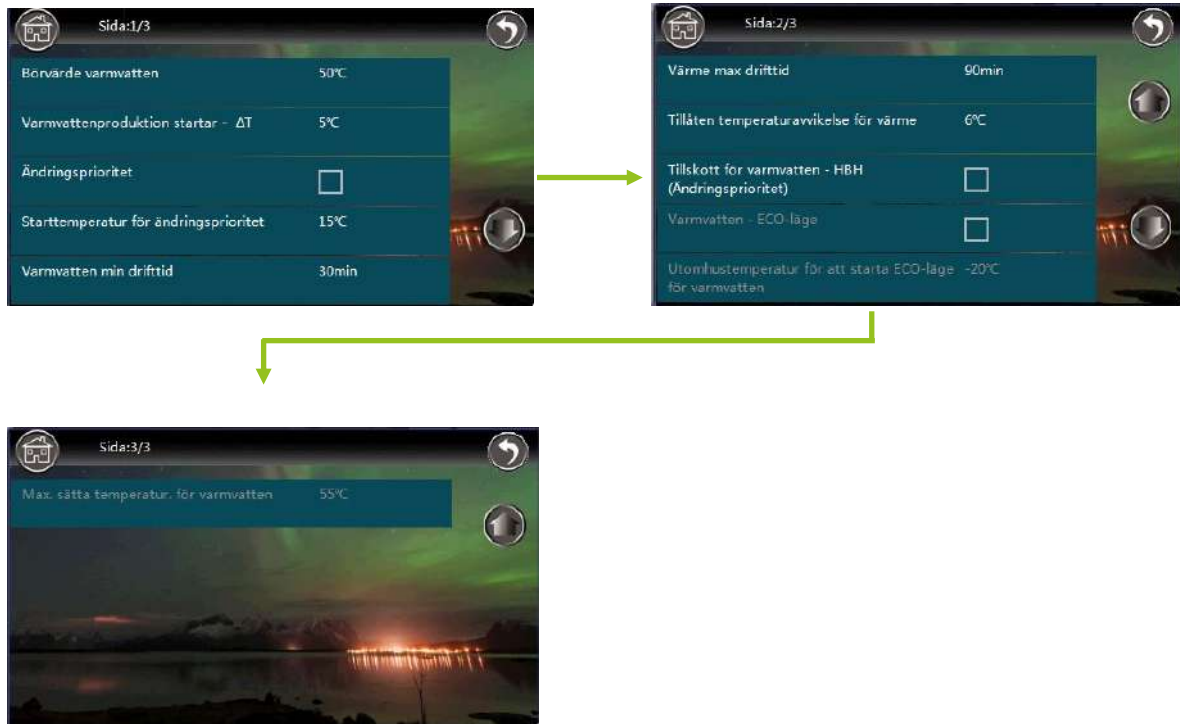 Sida:1/3
Börvärde varmvatten 50℃
Varmvattenproduktion startar - ΔT 5℃
Ändringsprioritet
Starttemperatur för ändringsprioritet 15℃
Varmvatten min drifttid 30min
Sida:2/3
Värme max drifttid 90min
Tillåten temperaturavvikelse för värme 6℃
Tillskott för varmvatten - HBH
(Ändringsprioritet)
Varmvatten - ECO-läge
Utomhustemperatur för att starta ECO-läge -20℃
för varmvatten
Sida:3/3
Max. sätta temperatur. för varmvatten 55℃